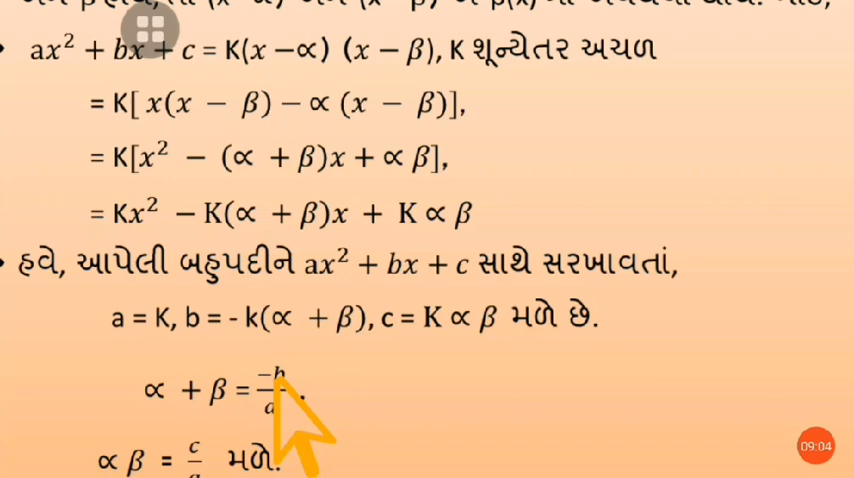 ax² + bx + c = K(x −∝) (x − β), K શૂન્યેતર અચળ
= K[ x(x − β) − ∝ (x − β)],
= K[x² − (∝ + β)x + ∝ β],
= Kx² − K(∝ + β)x + K ∝ β
• હવે, આપેલી બહુપદીને ax² + bx + c સાથે સરખાવતાં,
a = K, b = - k(∝ + β), c = K ∝ β મળે છે.
∝ + β = −b/a .
∝ β = c/a મળે.
09:04